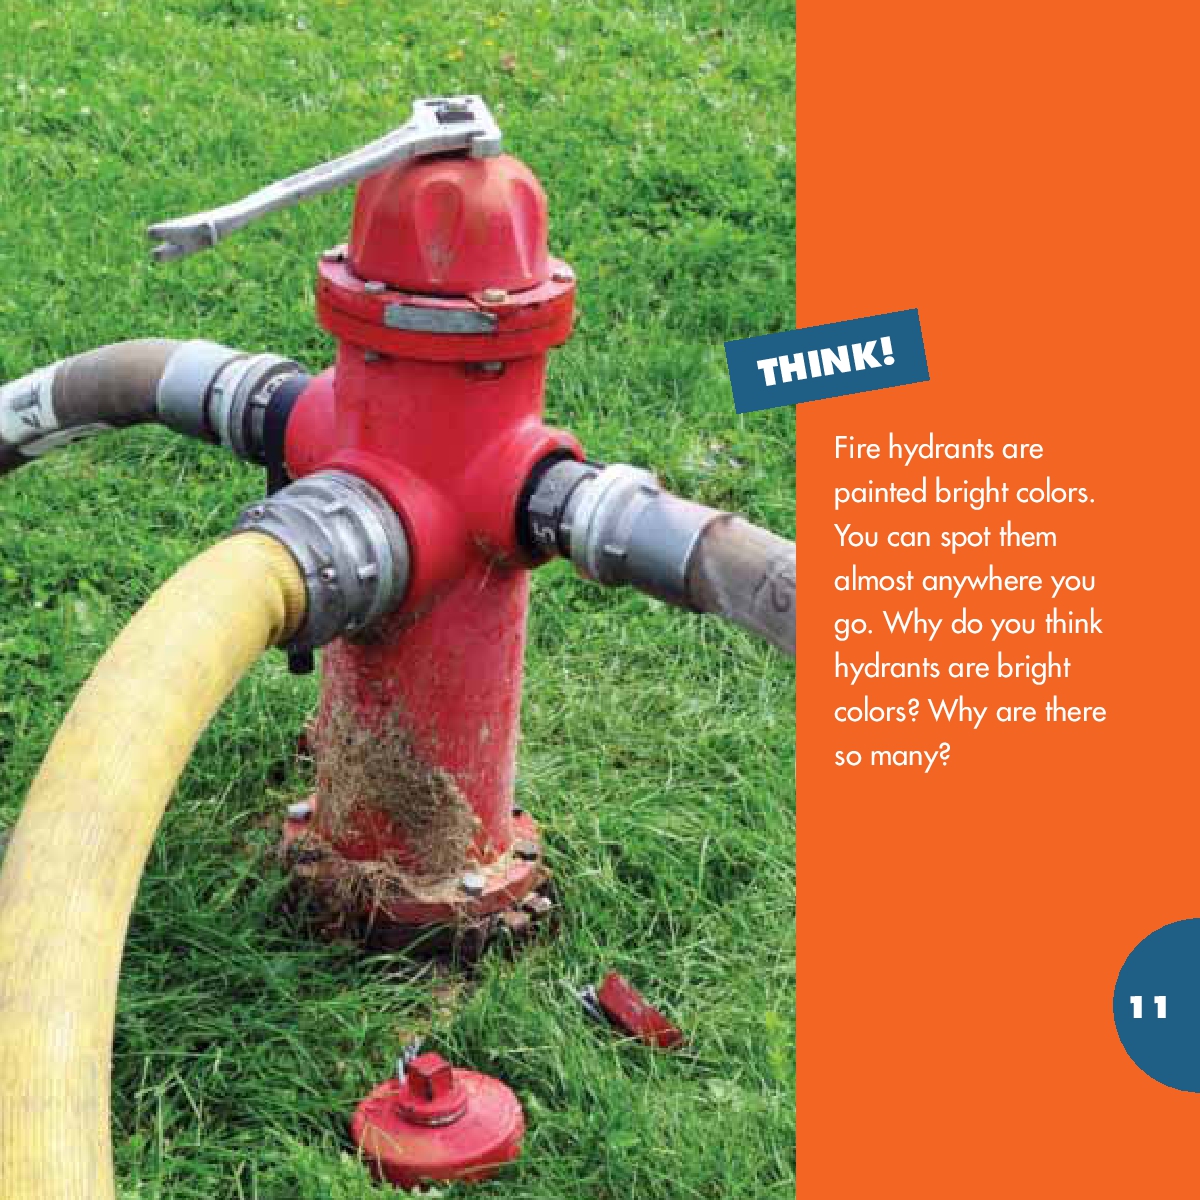 THINK!
Fire hydrants are
painted bright colors.
You can spot them
almost anywhere you
go. Why do you think
hydrants are bright
colors? Why are there
so many?
11